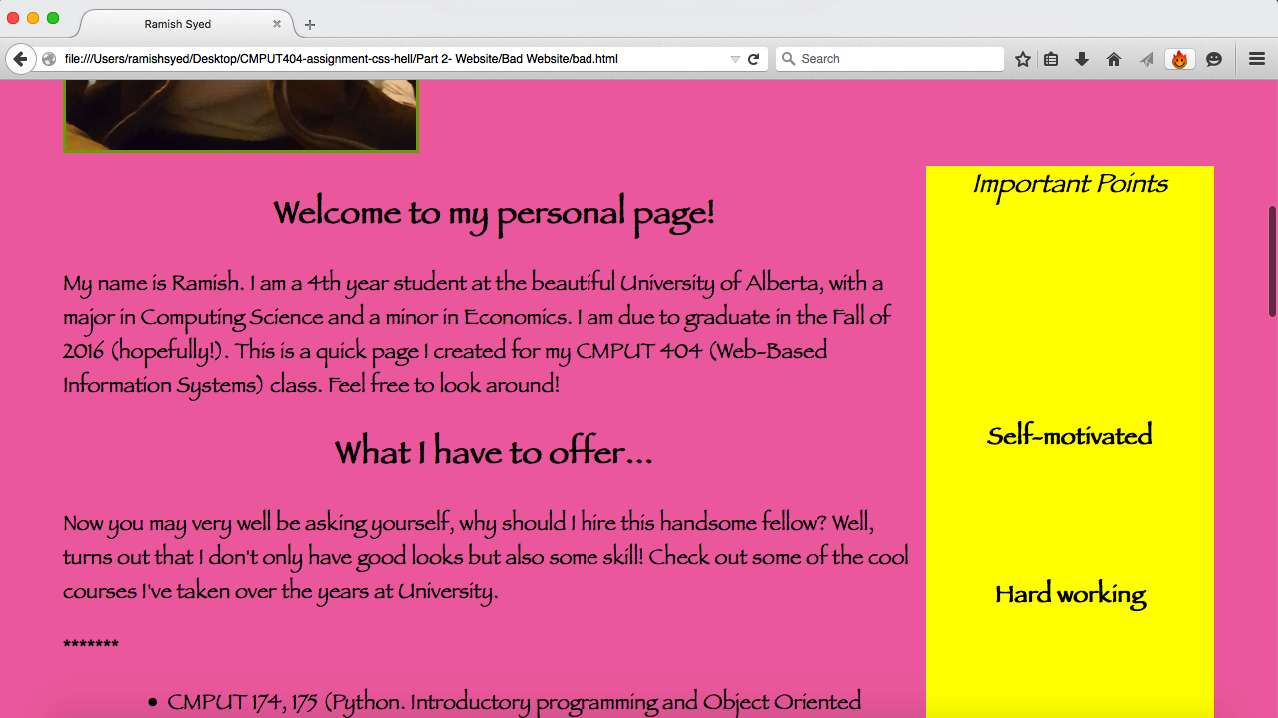 Ramish Syed
file:///Users/ramishsyed/Desktop/CMPUT404-assignment-css-hell/Part 2- Website/Bad Website/bad.html
Search
Welcome to my personal page!
My name is Ramish. I am a 4th year student at the beautiful University of Alberta, with a
major in Computing Science and a minor in Economics. I am due to graduate in the Fall of
2016 (hopefully!). This is a quick page I created for my CMPUT 404 (Web-Based
Information Systems) class. Feel free to look around!
What I have to offer...
Now you may very well be asking yourself, why should I hire this handsome fellow? Well,
turns out that I don't only have good looks but also some skill! Check out some of the cool
courses I've taken over the years at University.
*******
• CMPUT 174, 175 (Python. Introductory programming and Object Oriented
Important Points
Self-motivated
Hard working